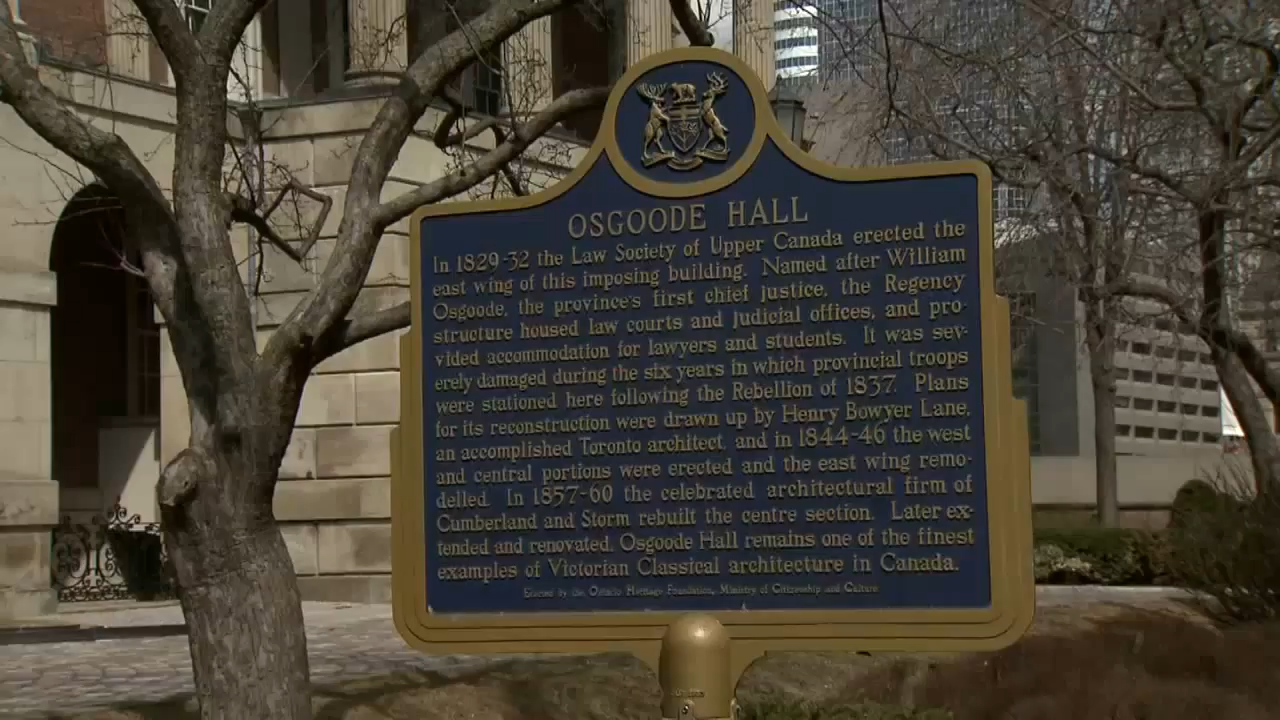 OSGOODE HALL
In 1829-32 the Law Society of Upper Canada erected the
east wing of this imposing building. Named after William
Osgoode, the province's first chief justice, the Regency
structure housed law courts and judicial offices, and pro-
vided accommodation for lawyers and students. It was sev-
erely damaged during the six years in which provincial troops
were stationed here following the Rebellion of 1837. Plans
for its reconstruction were drawn up by Henry Bowyer Lane,
an accomplished Toronto architect, and in 1844-46 the west
and central portions were erected and the east wing remo-
delled. In 1857-60 the celebrated architectural firm of
Cumberland and Storm rebuilt the centre section. Later ex-
tended and renovated, Osgoode Hall remains one of the finest
examples of Victorian Classical architecture in Canada.
Erected by the Ontario Heritage Foundation, Ministry of Citizenship and Culture